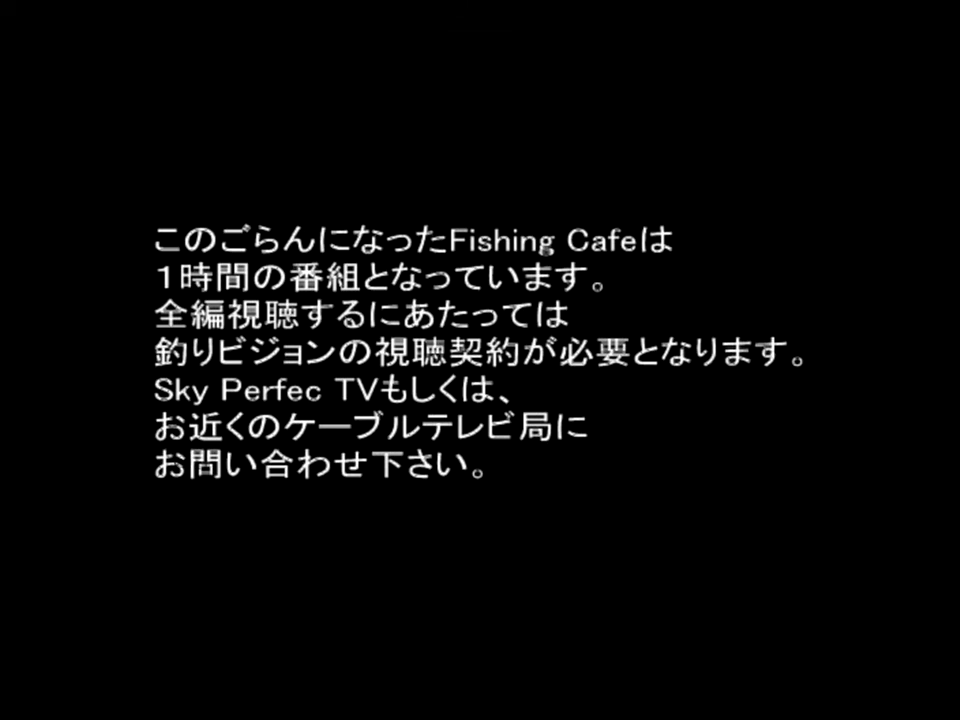 このごらんになったFishing Cafeは
１時間の番組となっています。
全編視聴するにあたっては
釣りビジョンの視聴契約が必要となります。
Sky Perfec TVもしくは、
お近くのケーブルテレビ局に
お問い合わせ下さい。